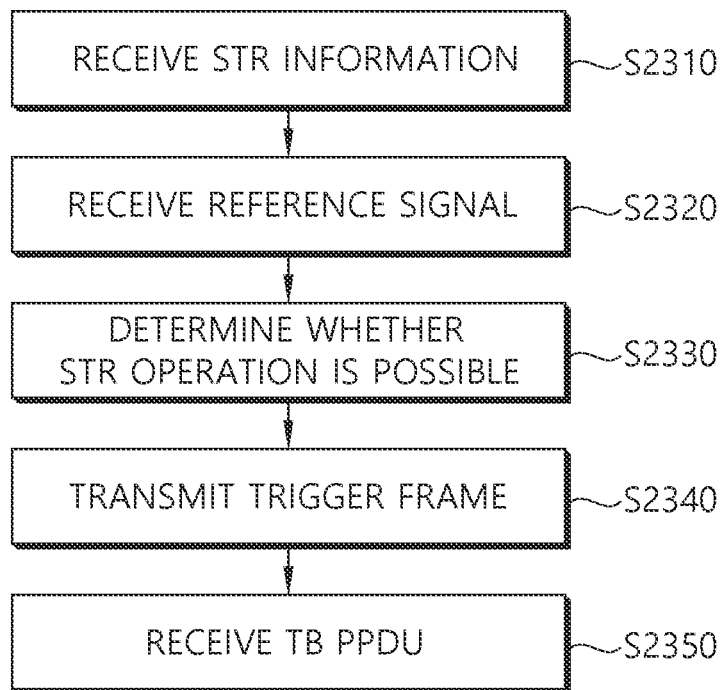 RECEIVE STR INFORMATION
S2310
RECEIVE REFERENCE SIGNAL
S2320
DETERMINE WHETHER
STR OPERATION IS POSSIBLE
S2330
TRANSMIT TRIGGER FRAME
S2340
RECEIVE TB PPDU
S2350